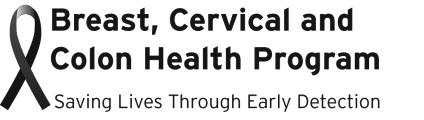 Breast, Cervical and
Colon Health Program
Saving Lives Through Early Detection